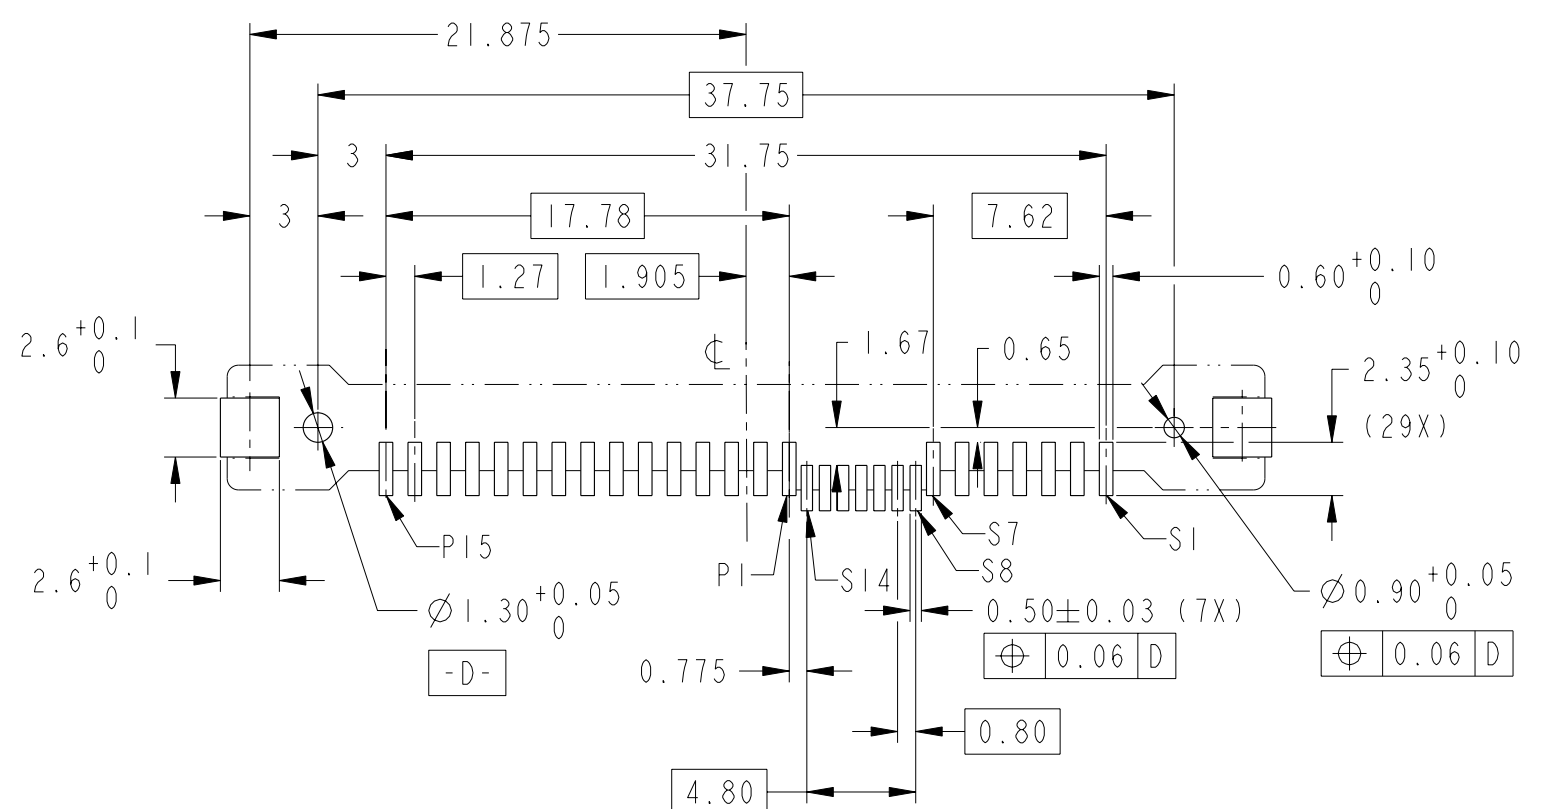 21.875
37.75
3
31.75
3
17.78
7.62
1.27
1.905
0.60 +0.10 0
2.6 +0.1 0
℄
1.67
0.65
2.35 +0.10 0
(29X)
P15
S7
S1
P1
S14
S8
2.6 +0.1 0
⌀1.30 +0.05 0
0.50±0.03 (7X)
⌀0.90 +0.05 0
-D-
0.775
⌖ 0.06 D
⌖ 0.06 D
0.80
4.80